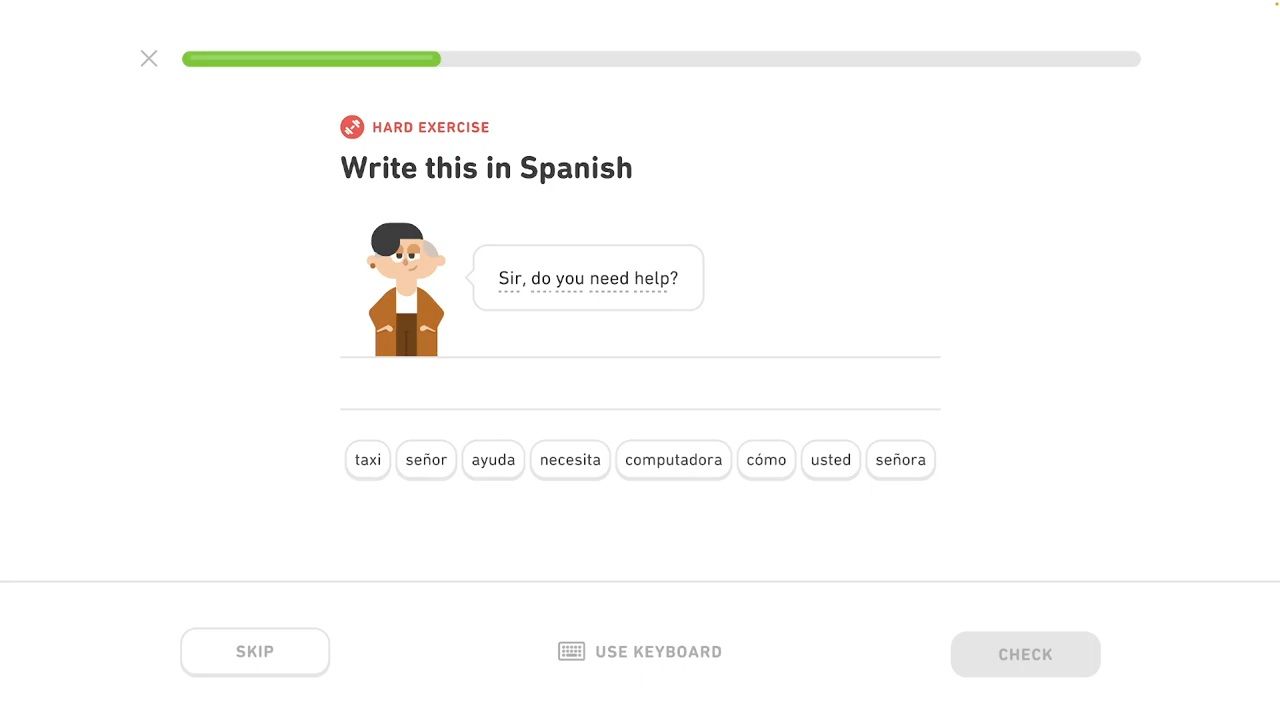 HARD EXERCISE
Write this in Spanish
Sir, do you need help?
taxi señor ayuda necesita computadora cómo usted señora
SKIP USE KEYBOARD CHECK